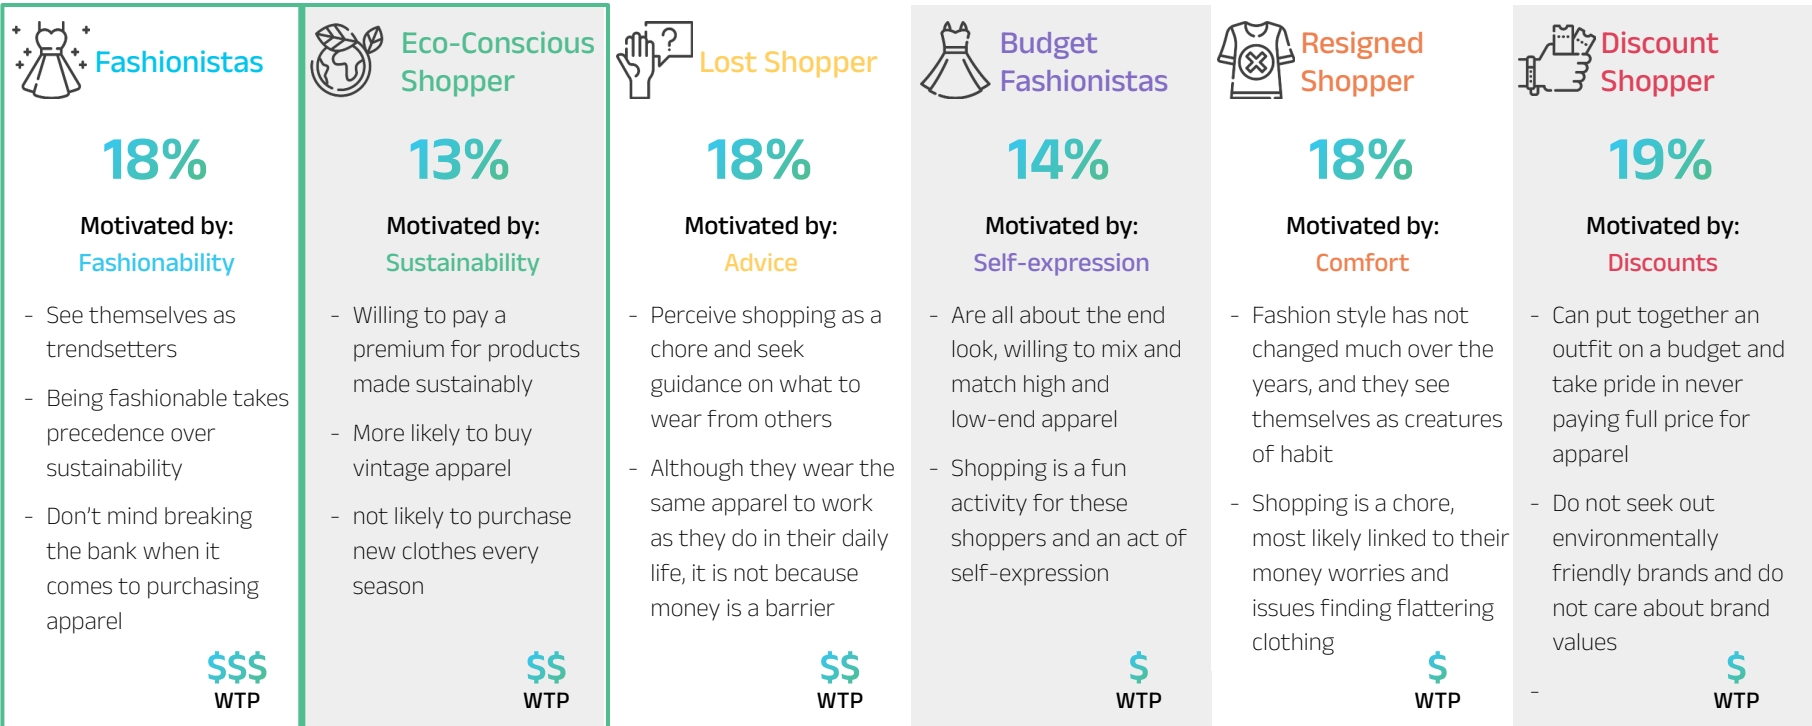 Fashionistas
18%
Motivated by:
Fashionability
- See themselves as
trendsetters
- Being fashionable takes
precedence over
sustainability
- Don't mind breaking
the bank when it
comes to purchasing
apparel
$$$
WTP
Eco-Conscious
Shopper
13%
Motivated by:
Sustainability
- Willing to pay a
premium for products
made sustainably
- More likely to buy
vintage apparel
- not likely to purchase
new clothes every
season
$$
WTP
?
Lost Shopper
18%
Motivated by:
Advice
- Perceive shopping as a
chore and seek
guidance on what to
wear from others
- Although they wear the
same apparel to work
as they do in their daily
life, it is not because
money is a barrier
$$
WTP
Budget
Fashionistas
14%
Motivated by:
Self-expression
- Are all about the end
look, willing to mix and
match high and
low-end apparel
- Shopping is a fun
activity for these
shoppers and an act of
self-expression
$
WTP
Resigned
Shopper
18%
Motivated by:
Comfort
- Fashion style has not
changed much over the
years, and they see
themselves as creatures
of habit
- Shopping is a chore,
most likely linked to their
money worries and
issues finding flattering
clothing
$
WTP
Discount
Shopper
19%
Motivated by:
Discounts
- Can put together an
outfit on a budget and
take pride in never
paying full price for
apparel
- Do not seek out
environmentally
friendly brands and do
not care about brand
values
-
$
WTP